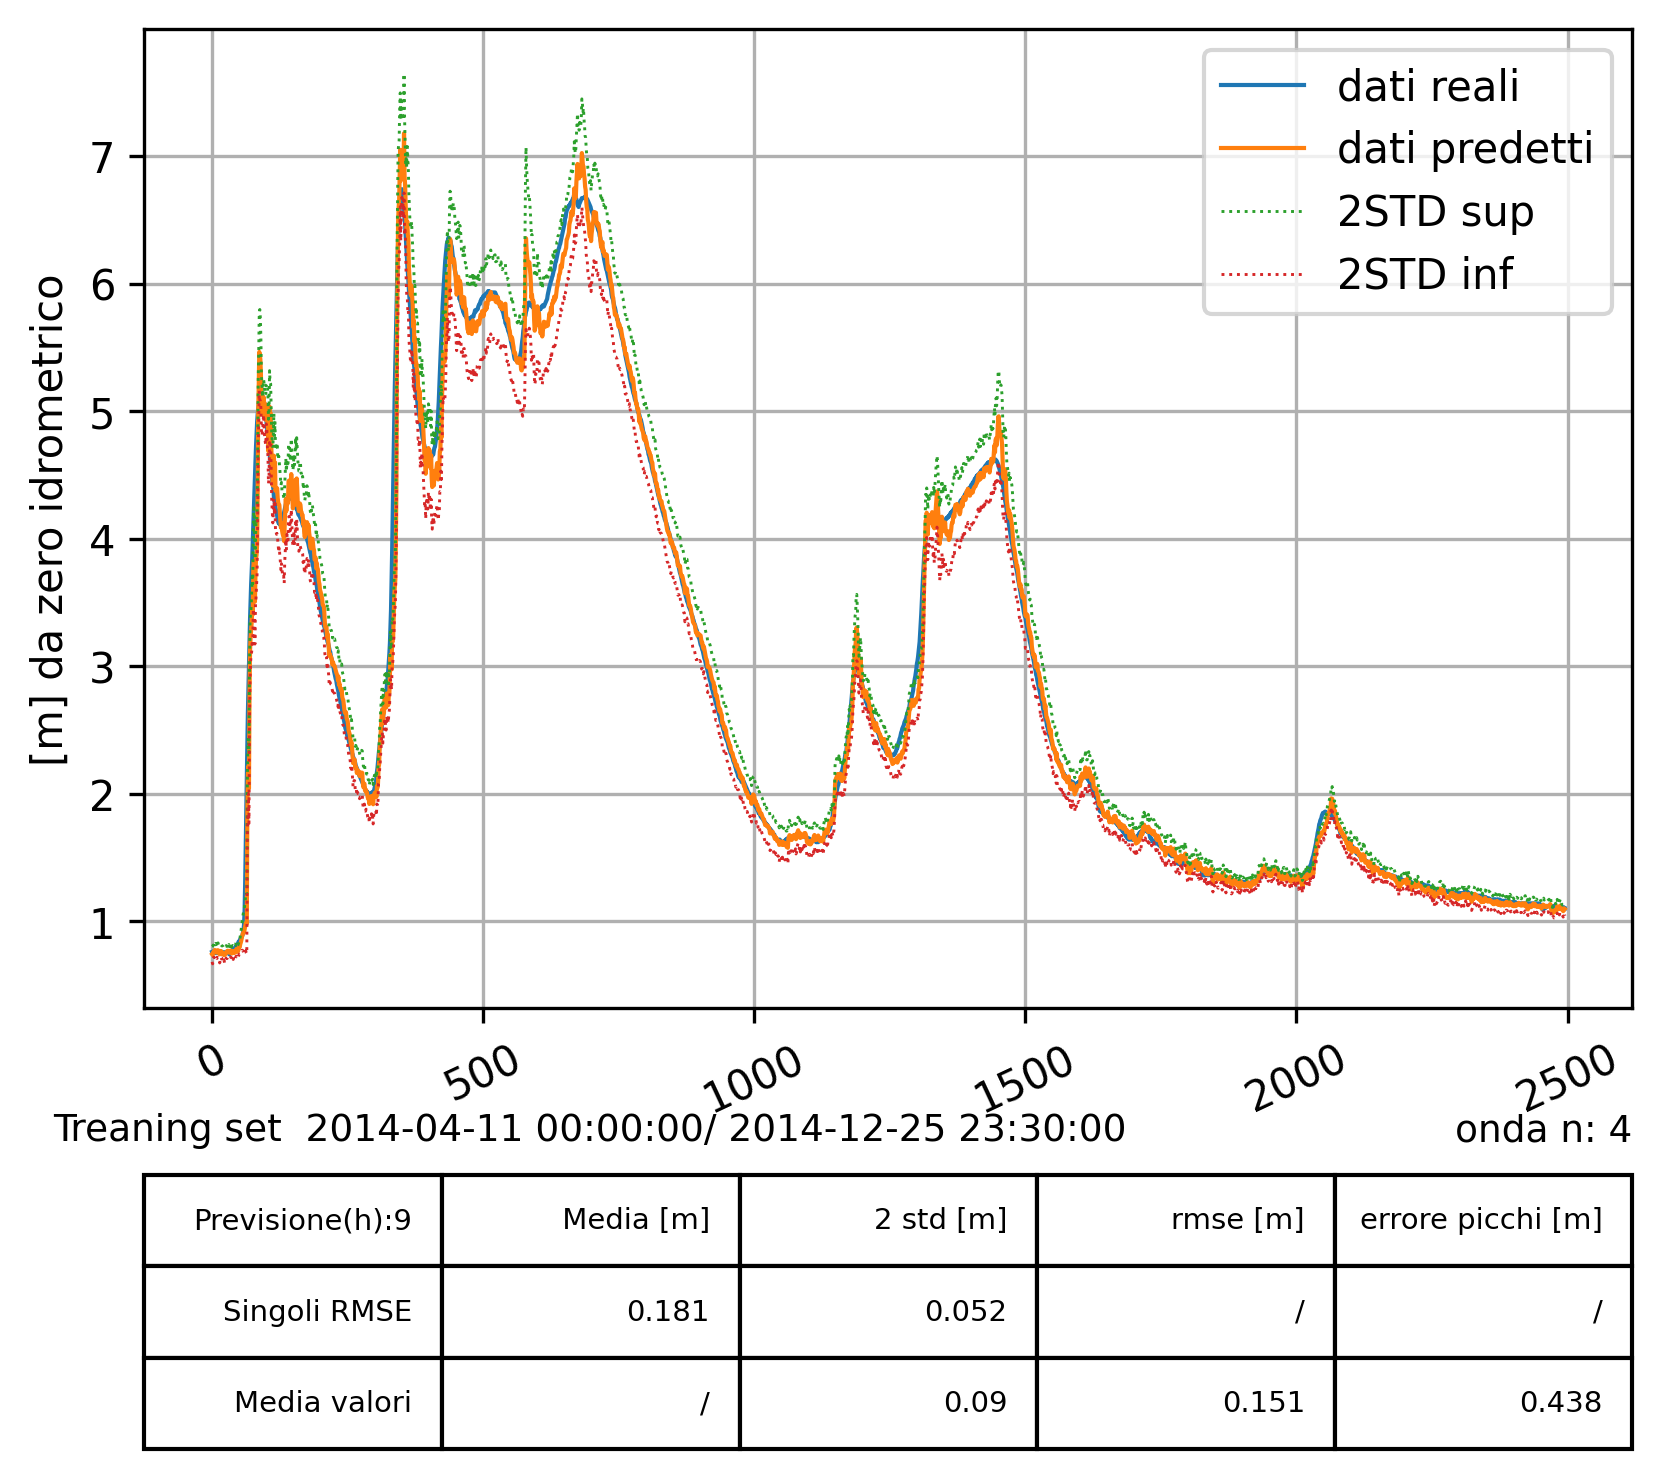 dati reali
dati predetti
2STD sup
2STD inf
[m] da zero idrometrico
7
6
5
4
3
2
1
0 500 1000 1500 2000 2500
Treaning set 2014-04-11 00:00:00/ 2014-12-25 23:30:00 onda n: 4
Previsione(h):9 Media [m] 2 std [m] rmse [m] errore picchi [m]
Singoli RMSE 0.181 0.052 / /
Media valori / 0.09 0.151 0.438